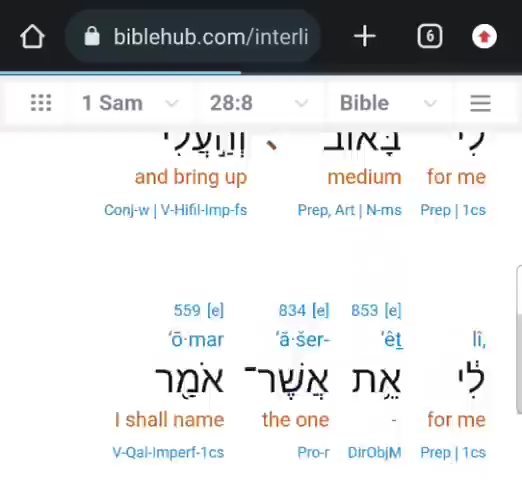 biblehub.com/interli + 6
1 Sam 28:8 Bible
לִי בָּא֔וֹב וְהַ֣עֲלִי
for me medium and bring up
Prep | 1cs Prep, Art | N-ms Conj-w | V-Hifil-Imp-fs
853 [e] 834 [e] 559 [e]
lî, ’êṯ ’ă·šer- ’ō·mar
לִ֔י אֵ֥ת אֲשֶׁר־ אֹמַ֖ר
for me - the one I shall name
Prep | 1cs DirObjM Pro-r V-Qal-Imperf-1cs